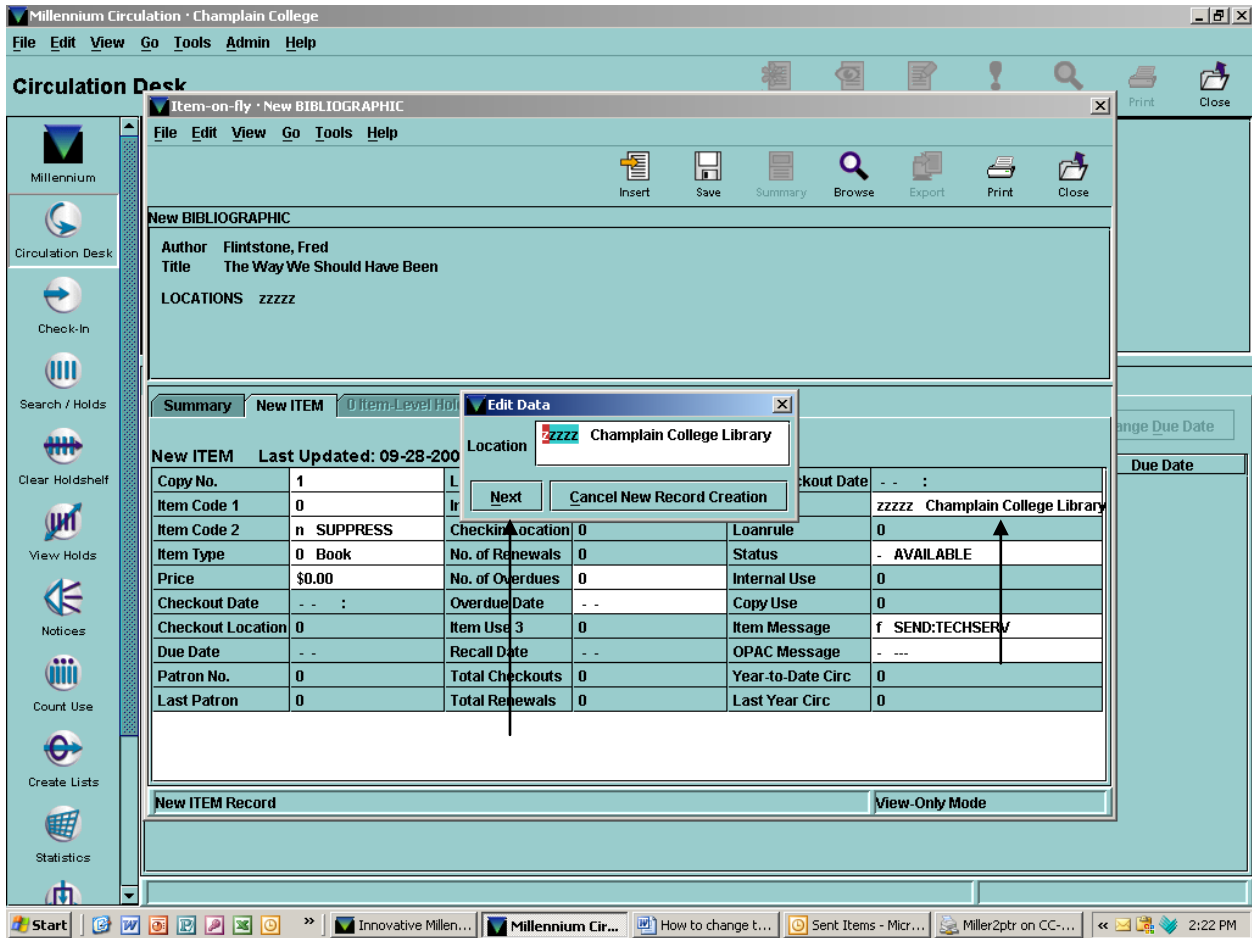 Millennium Circulation · Champlain College
File Edit View Go Tools Admin Help
Circulation Desk
Print Close
Item-on-fly · New BIBLIOGRAPHIC
File Edit View Go Tools Help
Insert Save Summary Browse Export Print Close
New BIBLIOGRAPHIC
Author Flintstone, Fred
Title The Way We Should Have Been
LOCATIONS zzzzz
Millennium
Circulation Desk
Check-In
Search / Holds
Clear Holdshelf
View Holds
Notices
Count Use
Create Lists
Statistics
Summary New ITEM 0 Item-Level Hol
Edit Data
Location zzzzz Champlain College Library
Next Cancel New Record Creation
ange Due Date
Due Date
New ITEM Last Updated: 09-28-200
Copy No. 1 L kout Date - - :
Item Code 1 0 zzzzz Champlain College Library
Item Code 2 n SUPPRESS Checkin Location 0 Loanrule 0
Item Type 0 Book No. of Renewals 0 Status - AVAILABLE
Price $0.00 No. of Overdues 0 Internal Use 0
Checkout Date - - : Overdue Date - - Copy Use 0
Checkout Location 0 Item Use 3 0 Item Message f SEND:TECHSERV
Due Date - - Recall Date - - OPAC Message - ---
Patron No. 0 Total Checkouts 0 Year-to-Date Circ 0
Last Patron 0 Total Renewals 0 Last Year Circ 0
New ITEM Record View-Only Mode
Start » Innovative Millen... Millennium Cir... How to change t... Sent Items - Micr... Miller2ptr on CC-... « 2:22 PM